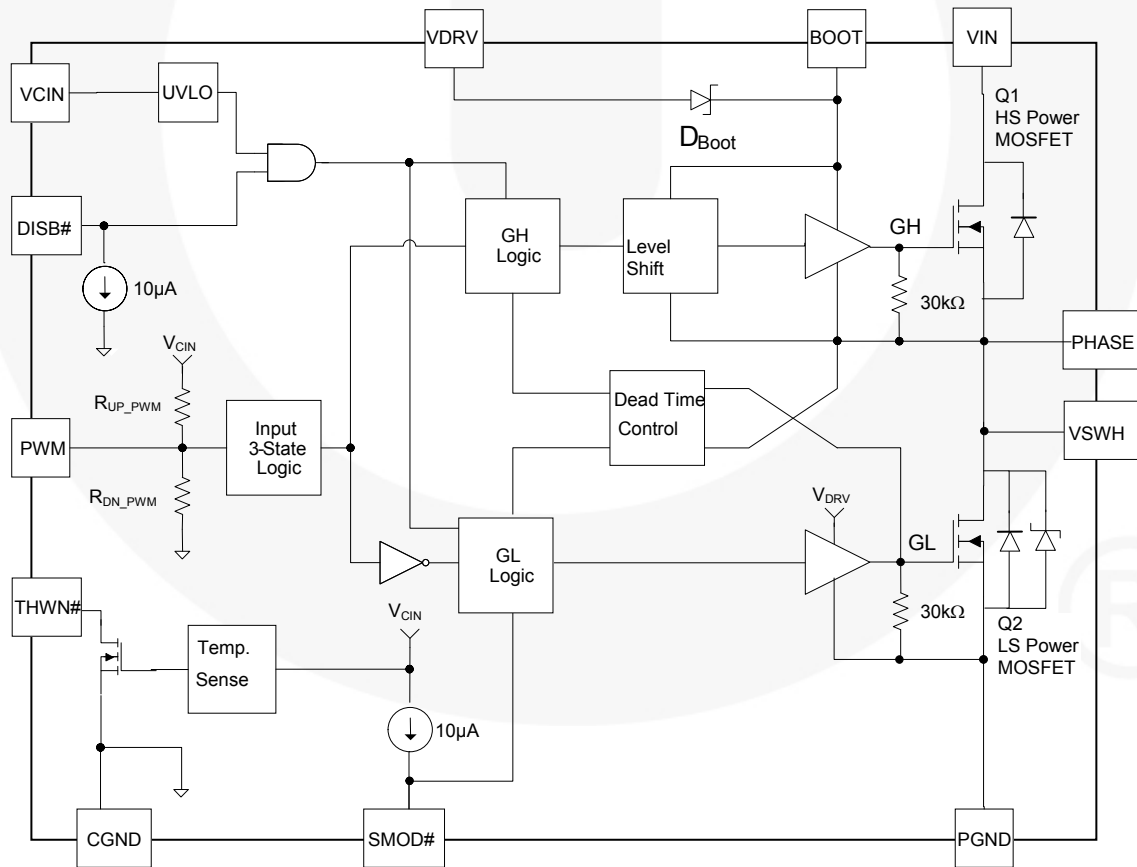 VDRV
BOOT
VIN
VCIN
UVLO
Q1
HS Power
MOSFET
DBoot
DISB#
GH
Logic
Level
Shift
GH
10µA
30kΩ
VCIN
PHASE
RUP_PWM
Dead Time
Control
PWM
Input
3-State
Logic
VSWH
RDN_PWM
VDRV
GL
Logic
GL
THWN#
VCIN
30kΩ
Q2
LS Power
MOSFET
Temp.
Sense
10µA
CGND
SMOD#
PGND
®